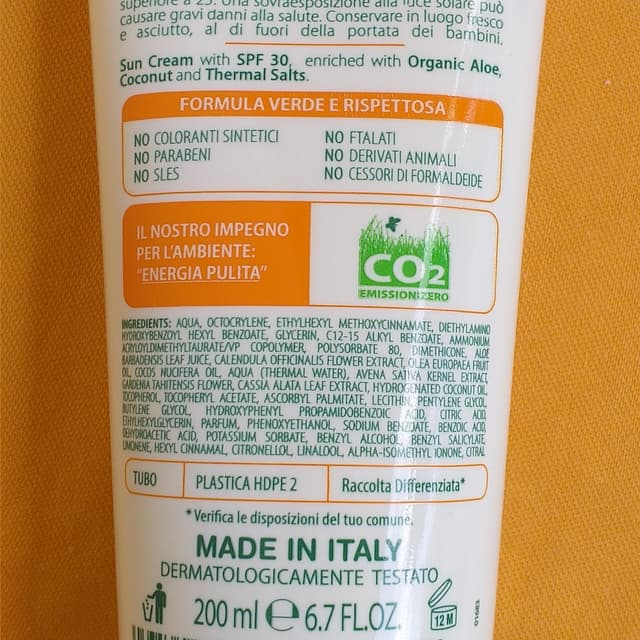 superiore a 25. Una sovraesposizione alla luce solare può
causare gravi danni alla salute. Conservare in luogo fresco
e asciutto, al di fuori della portata dei bambini.
Sun Cream with SPF 30, enriched with Organic Aloe,
Coconut and Thermal Salts.
FORMULA VERDE E RISPETTOSA
NO COLORANTI SINTETICI
NO PARABENI
NO SLES
NO FTALATI
NO DERIVATI ANIMALI
NO CESSORI DI FORMALDEIDE
IL NOSTRO IMPEGNO
PER L'AMBIENTE:
"ENERGIA PULITA"
CO2
EMISSIONIZERO
INGREDIENTS: AQUA, OCTOCRYLENE, ETHYLHEXYL METHOXYCINNAMATE, DIETHYLAMINO
HYDROXYBENZOYL HEXYL BENZOATE, GLYCERIN, C12-15 ALKYL BENZOATE, AMMONIUM
ACRYLOYLDIMETHYLTAURATE/VP COPOLYMER, POLYSORBATE 80, DIMETHICONE, ALOE
BARBADENSIS LEAF JUICE, CALENDULA OFFICINALIS FLOWER EXTRACT, OLEA EUROPAEA FRUIT
OIL, COCOS NUCIFERA OIL, AQUA (THERMAL WATER), AVENA SATIVA KERNEL EXTRACT,
GARDENIA TAHITENSIS FLOWER, CASSIA ALATA LEAF EXTRACT, HYDROGENATED COCONUT OIL,
TOCOPHEROL, TOCOPHERYL ACETATE, ASCORBYL PALMITATE, LECITHIN, PENTYLENE GLYCOL,
BUTYLENE GLYCOL, HYDROXYPHENYL PROPAMIDOBENZOIC ACID, CITRIC ACID,
ETHYLHEXYLGLYCERIN, PARFUM, PHENOXYETHANOL, SODIUM BENZOATE, BENZOIC ACID,
DEHYDROACETIC ACID, POTASSIUM SORBATE, BENZYL ALCOHOL, BENZYL SALICYLATE,
LIMONENE, HEXYL CINNAMAL, CITRONELLOL, LINALOOL, ALPHA-ISOMETHYL IONONE, CITRAL
TUBO
PLASTICA HDPE 2
Raccolta Differenziata*
* Verifica le disposizioni del tuo comune.
MADE IN ITALY
DERMATOLOGICAMENTE TESTATO
200 ml e 6.7 FL.OZ.
12 M